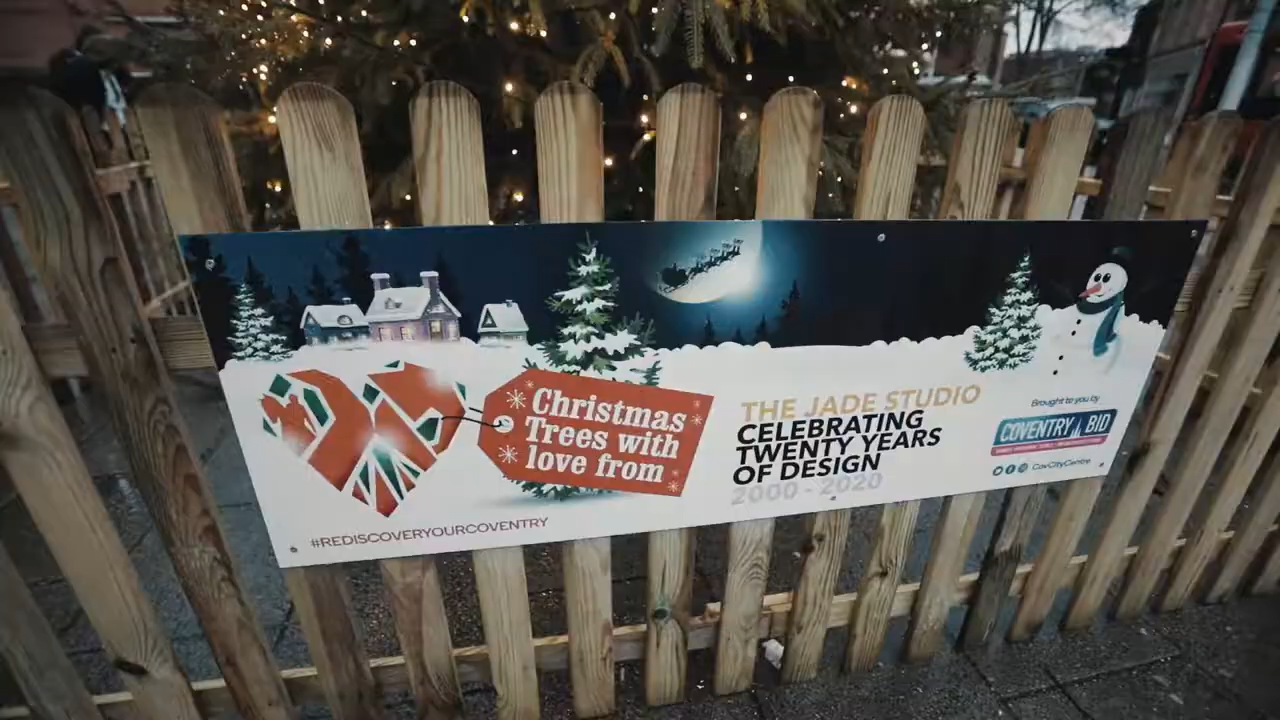 Christmas
Trees with
love from
THE JADE STUDIO
CELEBRATING
TWENTY YEARS
OF DESIGN
2000 - 2020
Brought to you by
COVENTRY BID
CovCityCentre
#REDISCOVERYOURCOVENTRY